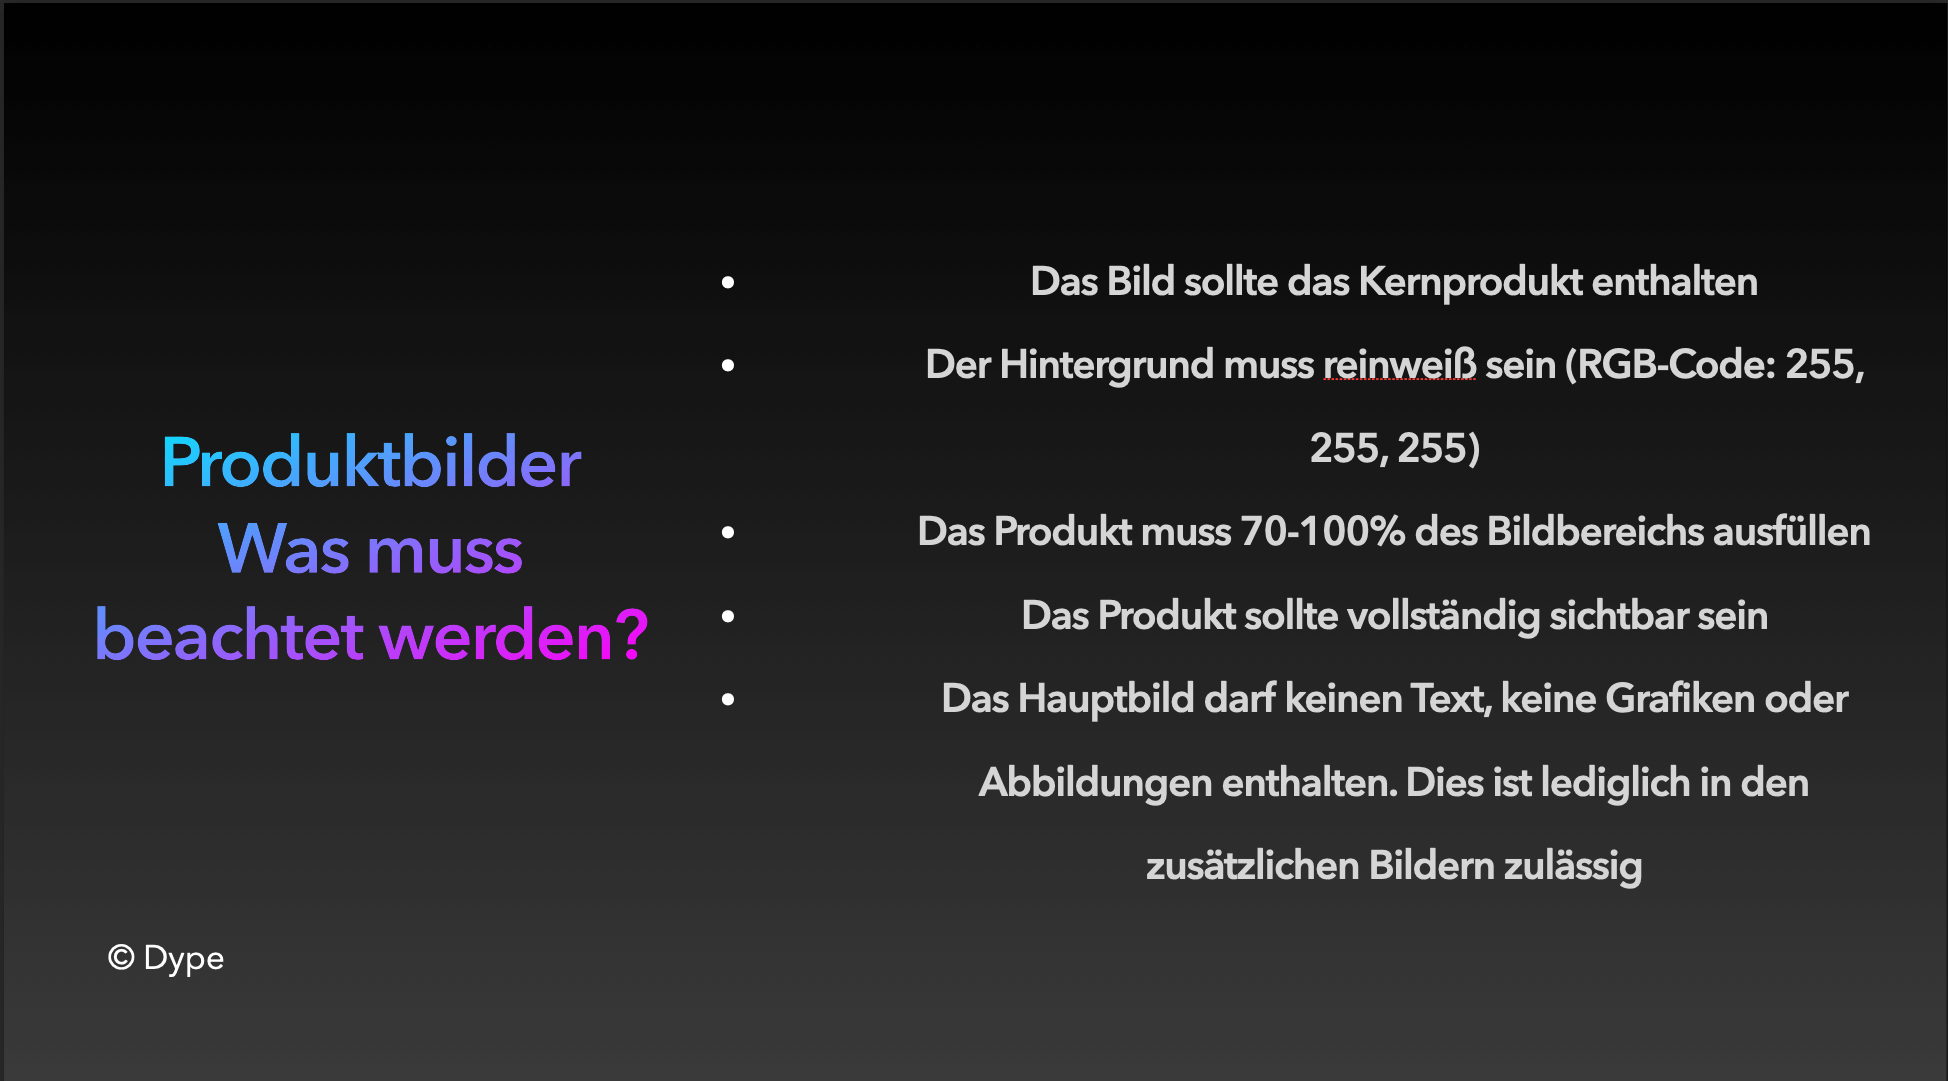 Produktbilder
Was muss
beachtet werden?
• Das Bild sollte das Kernprodukt enthalten
• Der Hintergrund muss reinweiß sein (RGB-Code: 255,
255, 255)
• Das Produkt muss 70-100% des Bildbereichs ausfüllen
• Das Produkt sollte vollständig sichtbar sein
• Das Hauptbild darf keinen Text, keine Grafiken oder
Abbildungen enthalten. Dies ist lediglich in den
zusätzlichen Bildern zulässig
© Dype